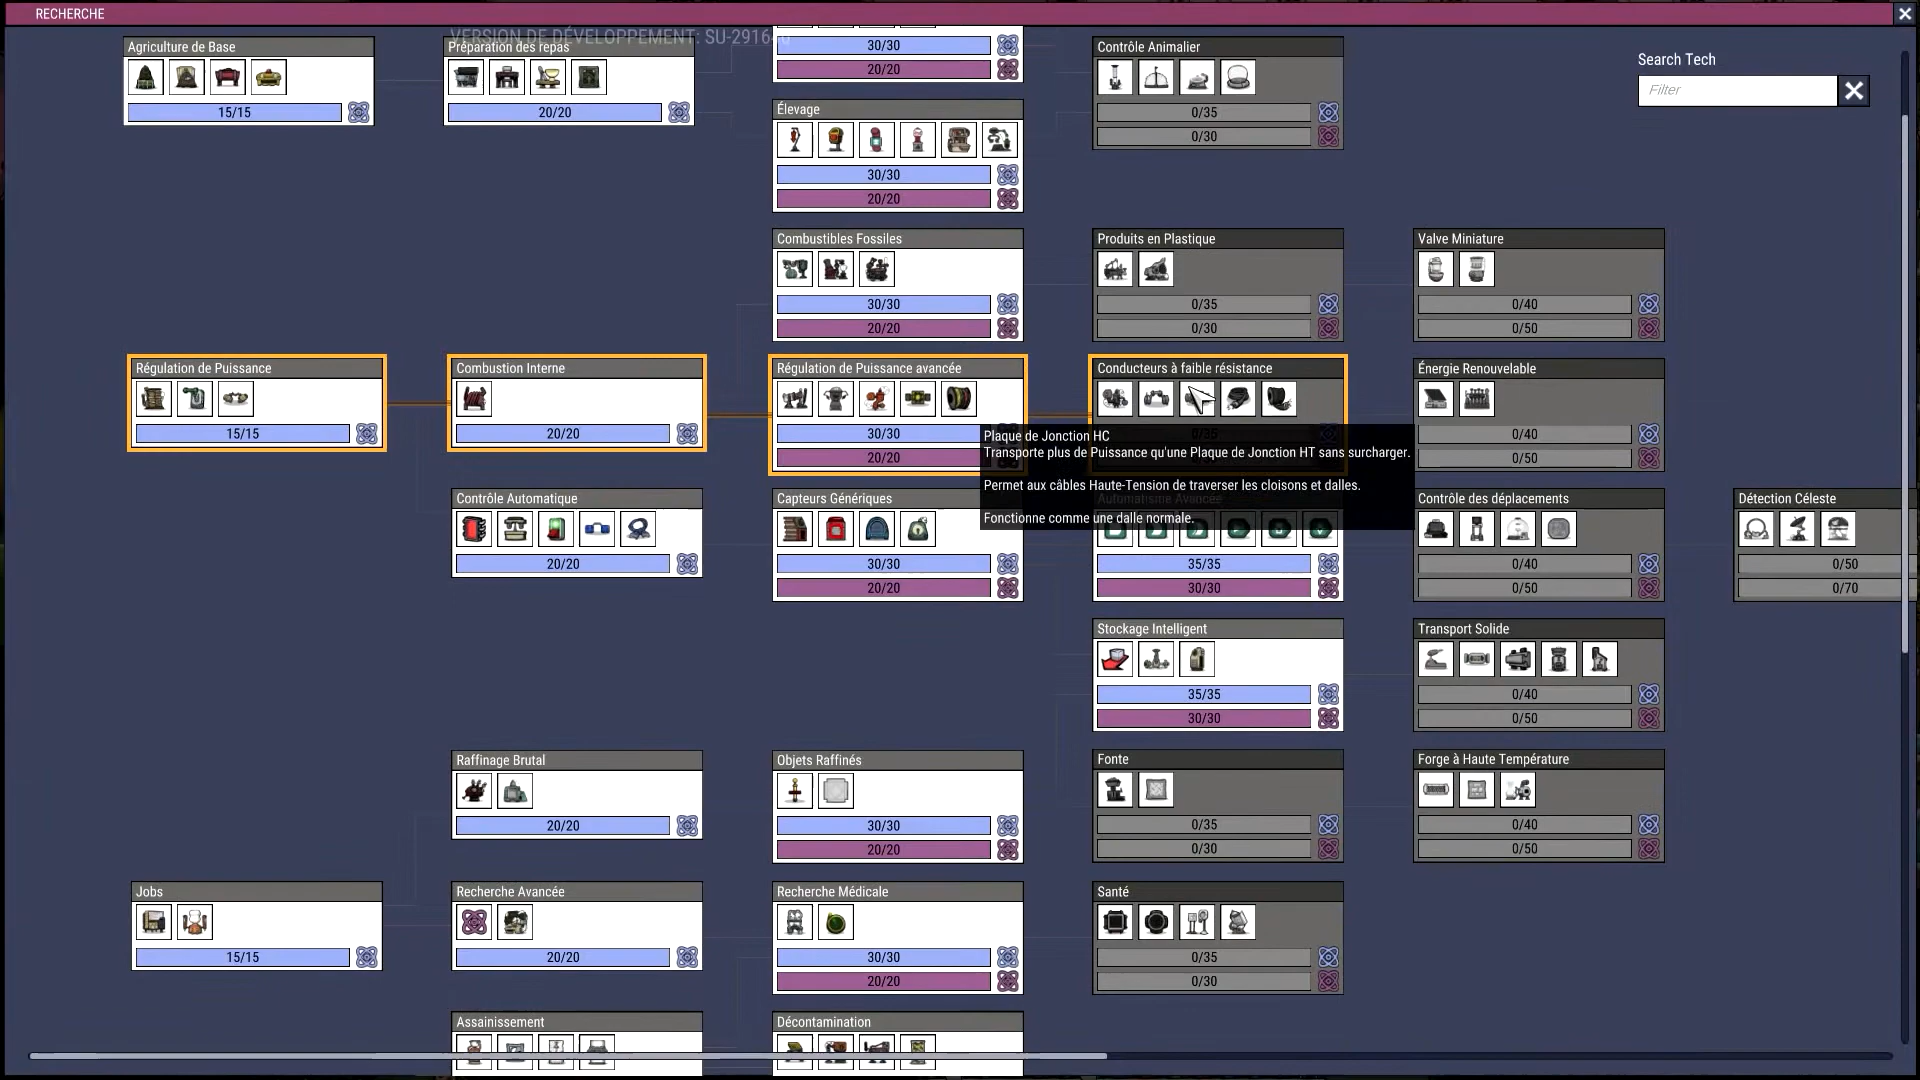 RECHERCHE
VERSION DE DÉVELOPPEMENT: SU-2916
Search Tech
Filter
Agriculture de Base
15/15
Préparation des repas
20/20
30/30
20/20
Contrôle Animalier
0/35
0/30
Élevage
30/30
20/20
Combustibles Fossiles
30/30
20/20
Produits en Plastique
0/35
0/30
Valve Miniature
0/40
0/50
Régulation de Puissance
15/15
Combustion Interne
20/20
Régulation de Puissance avancée
30/30
20/20
Conducteurs à faible résistance
0/35
Énergie Renouvelable
0/40
0/50
Plaque de Jonction HC
Transporte plus de Puissance qu'une Plaque de Jonction HT sans surcharger.
Permet aux câbles Haute-Tension de traverser les cloisons et dalles.
Fonctionne comme une dalle normale.
Contrôle Automatique
20/20
Capteurs Génériques
30/30
20/20
Automatisme Avancé
35/35
30/30
Contrôle des déplacements
0/40
0/50
Détection Céleste
0/50
0/70
Stockage Intelligent
35/35
30/30
Transport Solide
0/40
0/50
Raffinage Brutal
20/20
Objets Raffinés
30/30
20/20
Fonte
0/35
0/30
Forge à Haute Température
0/40
0/50
Jobs
15/15
Recherche Avancée
20/20
Recherche Médicale
30/30
20/20
Santé
0/35
0/30
Assainissement
Décontamination